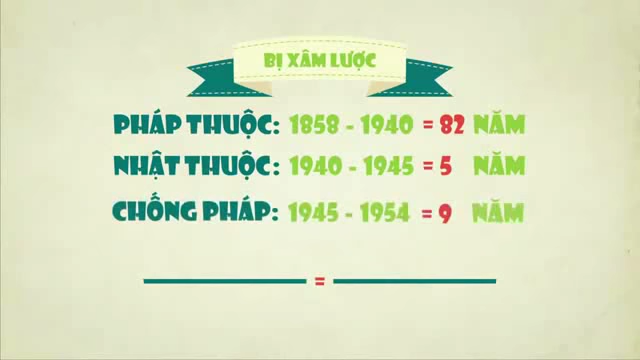 BỊ XÂM LƯỢC
PHÁP THUỘC: 1858 - 1940 = 82 NĂM
NHẬT THUỘC: 1940 - 1945 = 5 NĂM
CHỐNG PHÁP: 1945 - 1954 = 9 NĂM
=